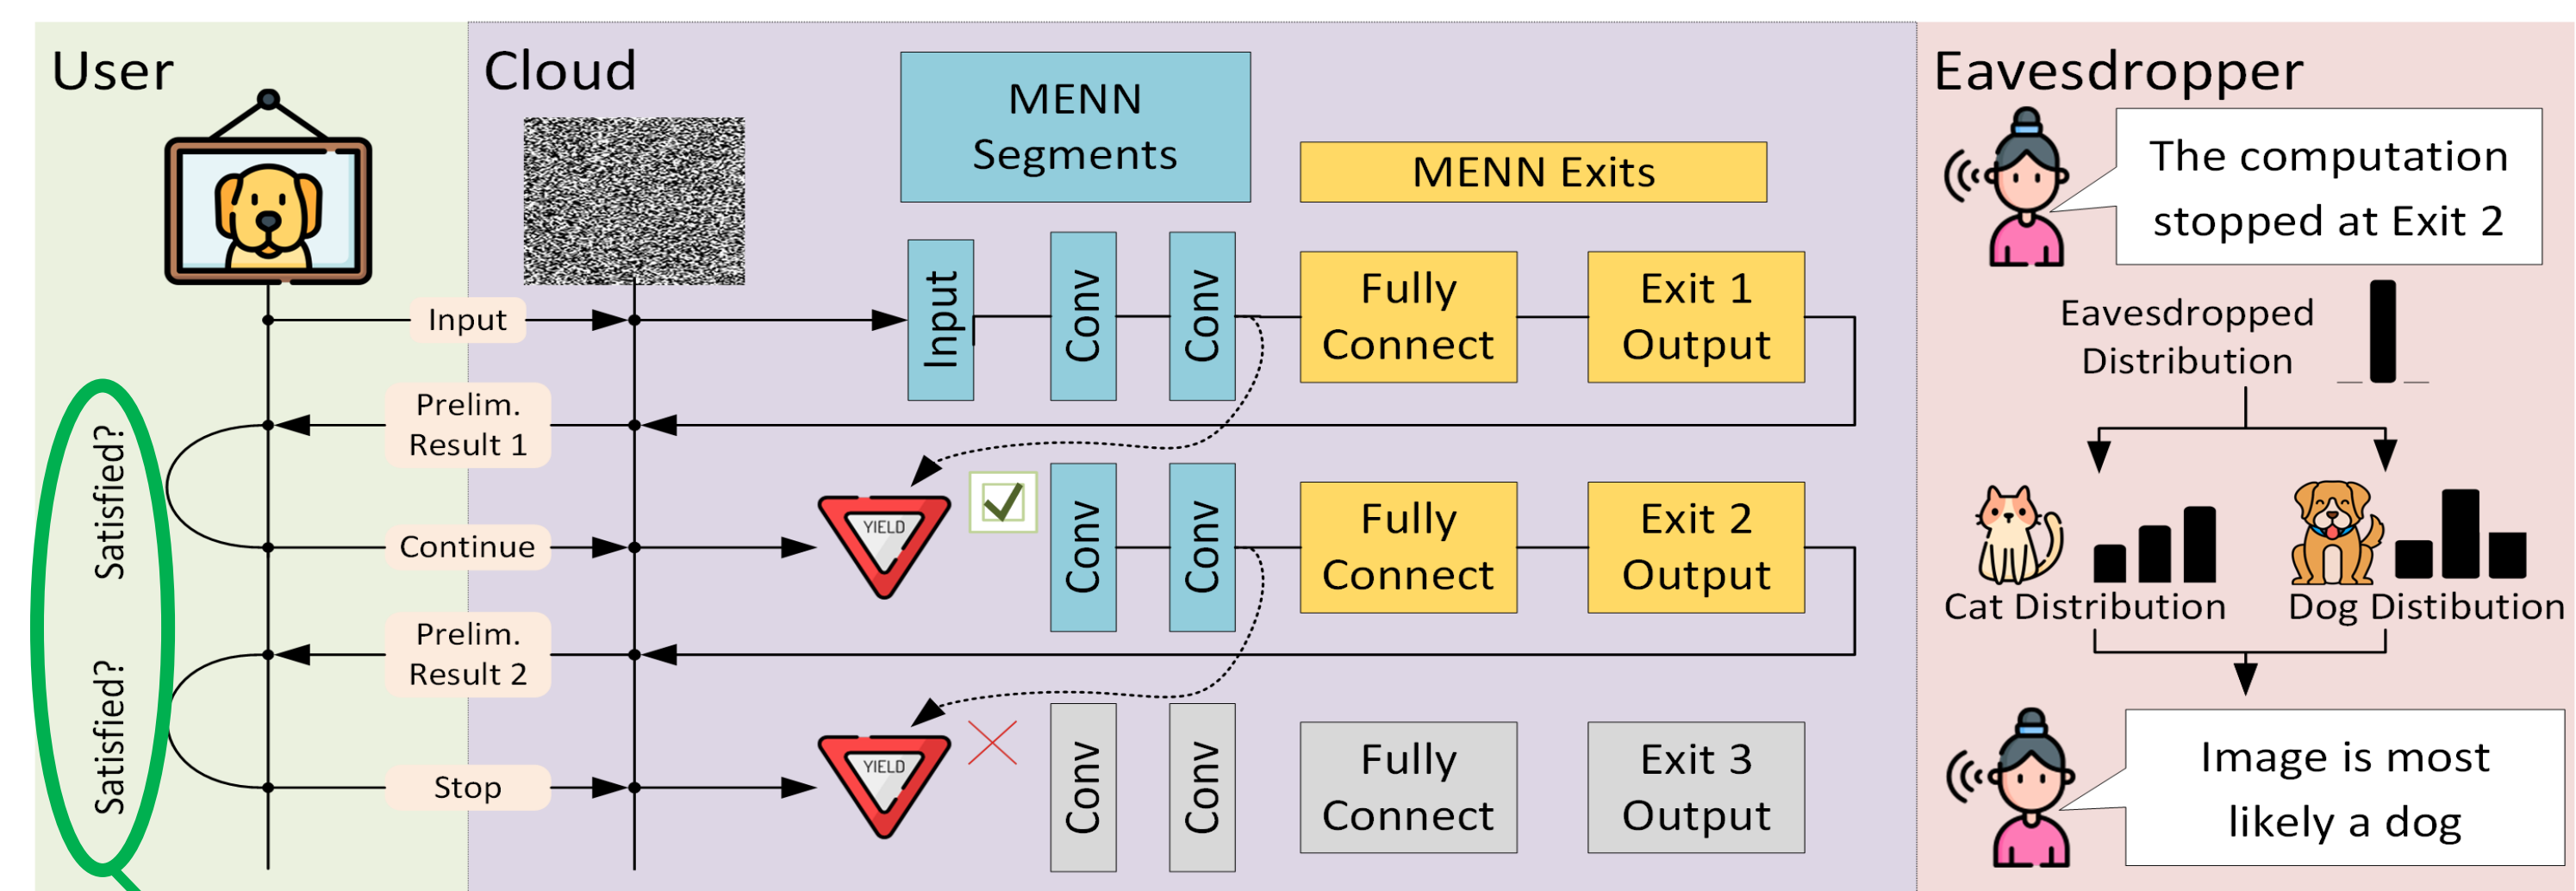 User
Cloud
Eavesdropper
MENN
Segments
MENN Exits
The computation
stopped at Exit 2
Input
Input
Conv
Conv
Fully
Connect
Exit 1
Output
Eavesdropped
Distribution
Prelim.
Result 1
Satisfied?
Continue
YIELD
Conv
Conv
Fully
Connect
Exit 2
Output
Cat Distribution
Dog Distibution
Prelim.
Result 2
Satisfied?
Stop
YIELD
Conv
Conv
Fully
Connect
Exit 3
Output
Image is most
likely a dog